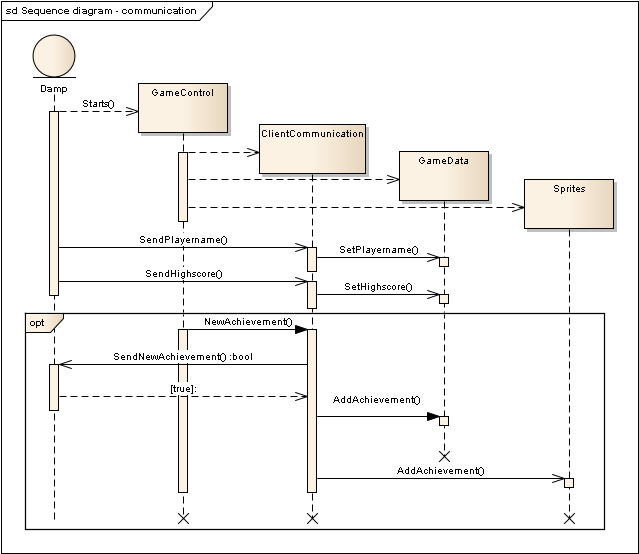 sd Sequence diagram - communication
Damp
GameControl
Starts()
ClientCommunication
GameData
Sprites
SendPlayername()
SetPlayername()
SendHighscore()
SetHighscore()
opt
NewAchievement()
SendNewAchievement() :bool
[true]:
AddAchievement()
AddAchievement()